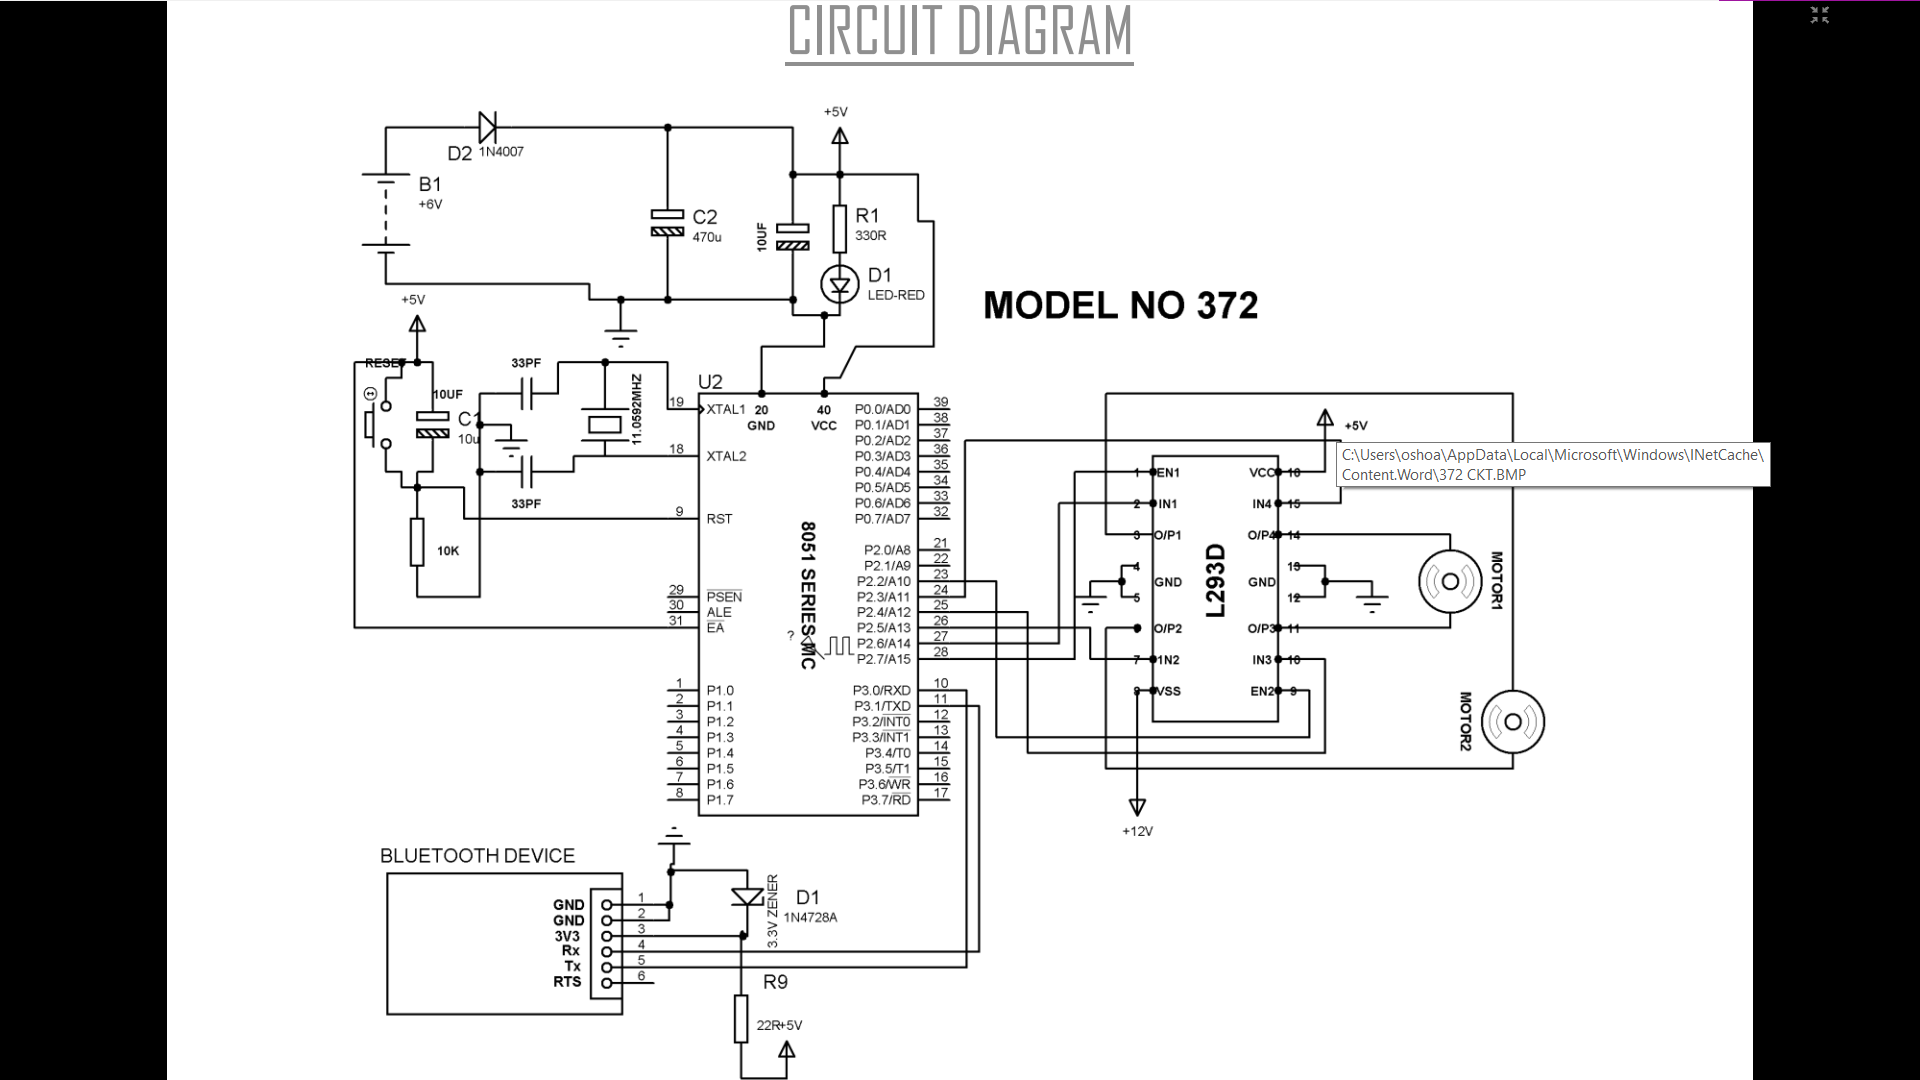 CIRCUIT DIAGRAM
+5V
D2 1N4007
B1
+6V
C2
470u
10UF
R1
330R
D1
LED-RED
MODEL NO 372
+5V
RESET
10UF
C1
10u
33PF
33PF
11.0592MHZ
10K
U2
19 XTAL1
18 XTAL2
9 RST
29 PSEN
30 ALE
31 EA
1 P1.0
2 P1.1
3 P1.2
4 P1.3
5 P1.4
6 P1.5
7 P1.6
8 P1.7
20 40
GND VCC
8051 SERIES MC
?
P0.0/AD0 39
P0.1/AD1 38
P0.2/AD2 37
P0.3/AD3 36
P0.4/AD4 35
P0.5/AD5 34
P0.6/AD6 33
P0.7/AD7 32
P2.0/A8 21
P2.1/A9 22
P2.2/A10 23
P2.3/A11 24
P2.4/A12 25
P2.5/A13 26
P2.6/A14 27
P2.7/A15 28
P3.0/RXD 10
P3.1/TXD 11
P3.2/INT0 12
P3.3/INT1 13
P3.4/T0 14
P3.5/T1 15
P3.6/WR 16
P3.7/RD 17
+5V
C:\Users\oshoa\AppData\Local\Microsoft\Windows\INetCache\
Content.Word\372 CKT.BMP
1 EN1 VCC 16
2 IN1 IN4 15
3 O/P1 O/P4 14
4 13
GND GND
5 12
O/P2 O/P3 11
7 1N2 IN3 10
8 VSS EN2 9
L293D
MOTOR1
MOTOR2
+12V
BLUETOOTH DEVICE
GND 1
GND 2
3V3 3
Rx 4
Tx 5
RTS 6
3.3V ZENER
D1
1N4728A
R9
22R+5V